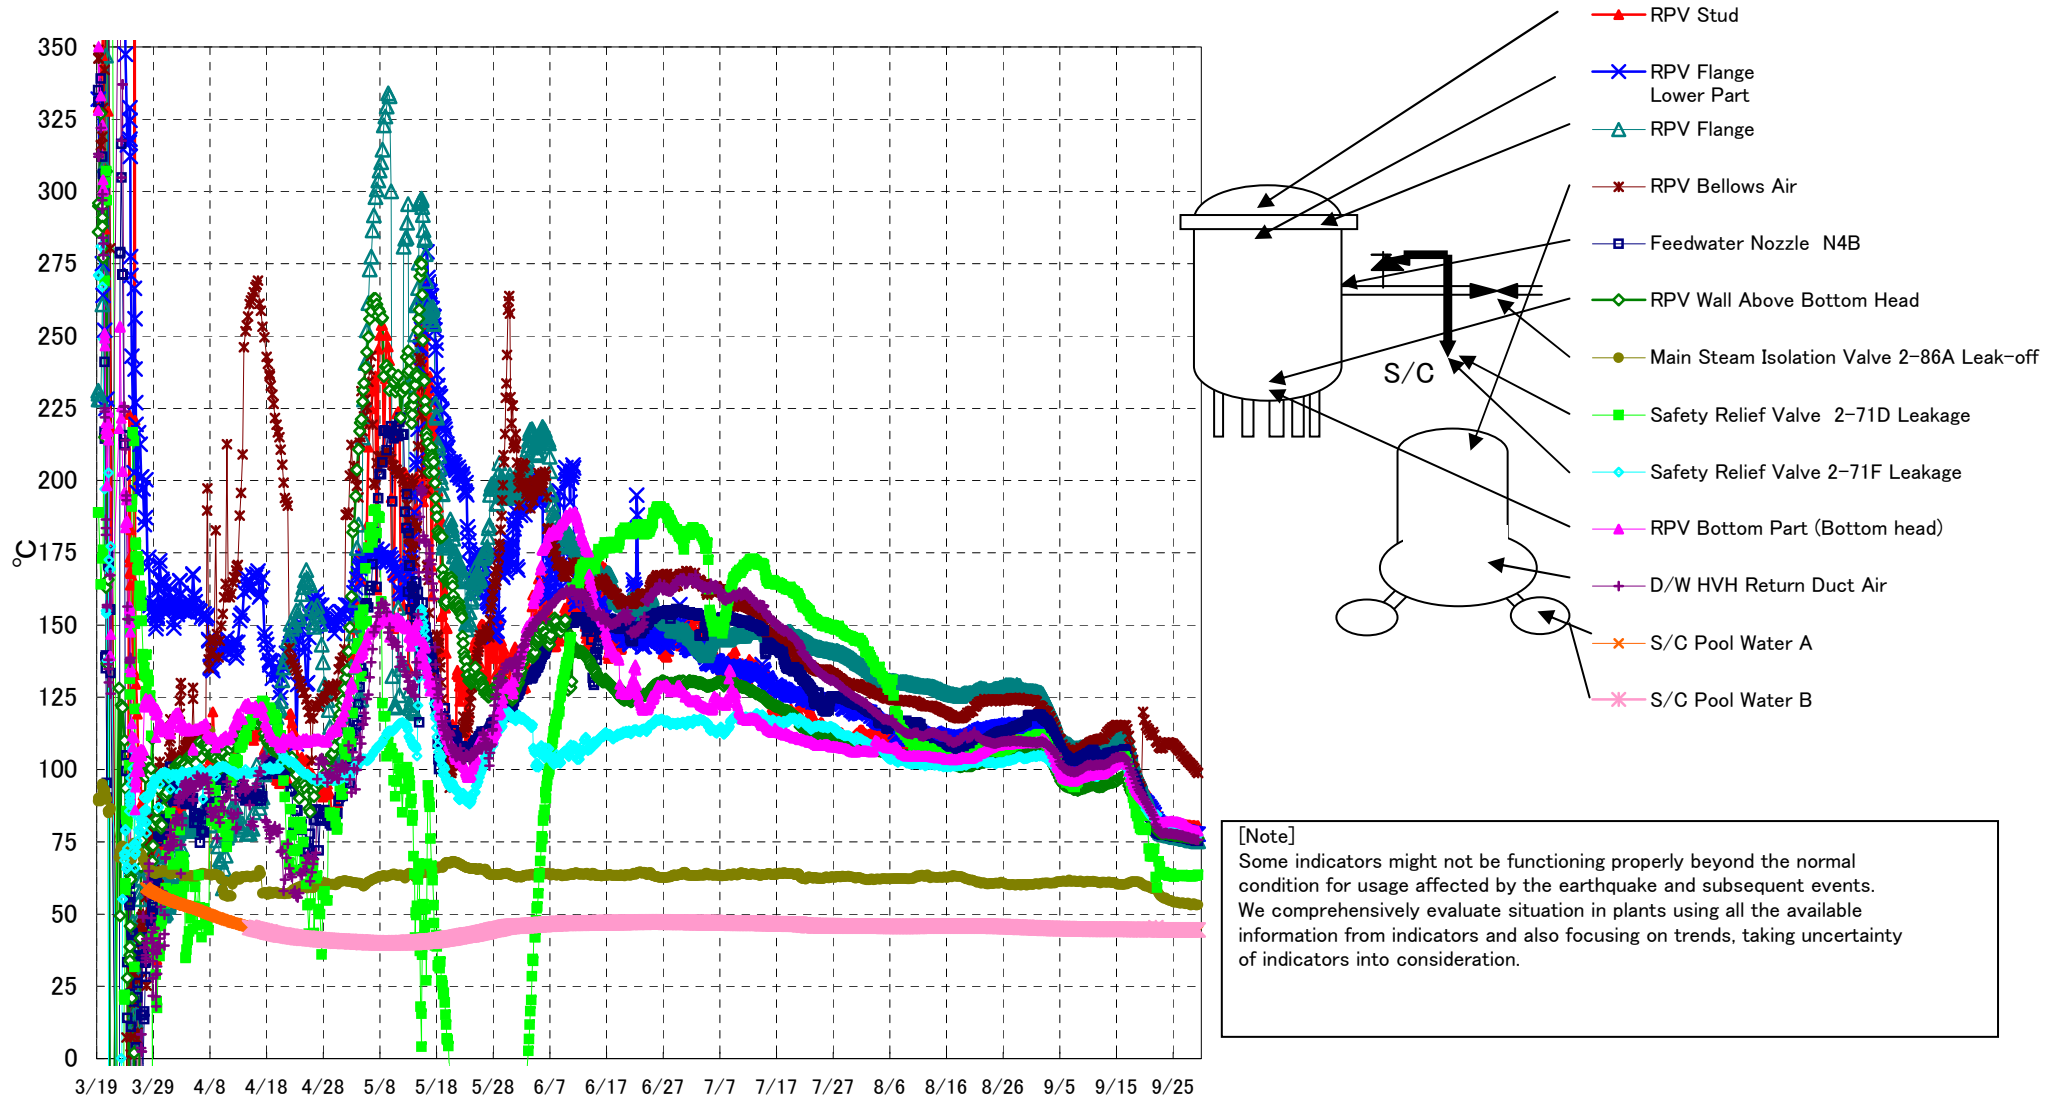 350
325
300
275
250
225
200
175
150
125
100
75
50
25
0
℃
3/19 3/29 4/8 4/18 4/28 5/8 5/18 5/28 6/7 6/17 6/27 7/7 7/17 7/27 8/6 8/16 8/26 9/5 9/15 9/25
RPV Stud
RPV Flange
Lower Part
RPV Flange
RPV Bellows Air
Feedwater Nozzle N4B
RPV Wall Above Bottom Head
Main Steam Isolation Valve 2-86A Leak-off
Safety Relief Valve 2-71D Leakage
Safety Relief Valve 2-71F Leakage
RPV Bottom Part (Bottom head)
D/W HVH Return Duct Air
S/C Pool Water A
S/C Pool Water B
S/C
[Note]
Some indicators might not be functioning properly beyond the normal
condition for usage affected by the earthquake and subsequent events.
We comprehensively evaluate situation in plants using all the available
information from indicators and also focusing on trends, taking uncertainty
of indicators into consideration.